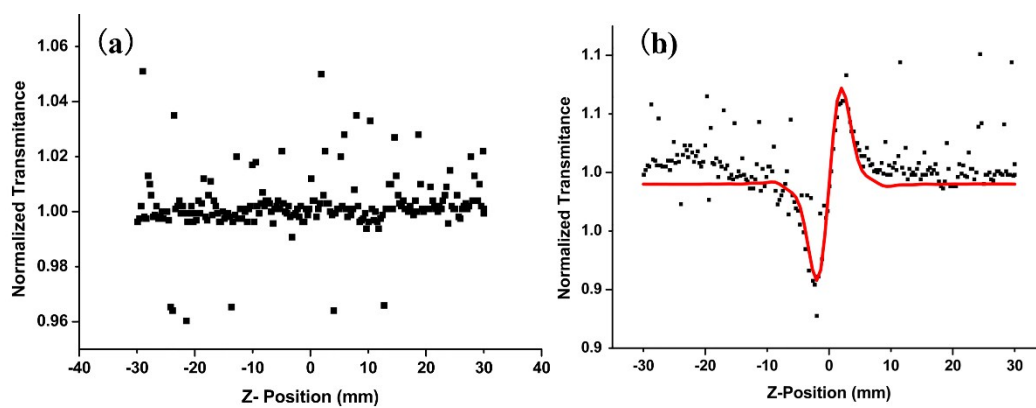 (a)
Normalized Transmitance
1.06
1.04
1.02
1.00
0.98
0.96
-40 -30 -20 -10 0 10 20 30 40
Z- Position (mm)
(b)
Normalized Transmitance
1.1
1.1
1.0
1.0
0.9
0.9
-30 -20 -10 0 10 20 30
Z-Position (mm)